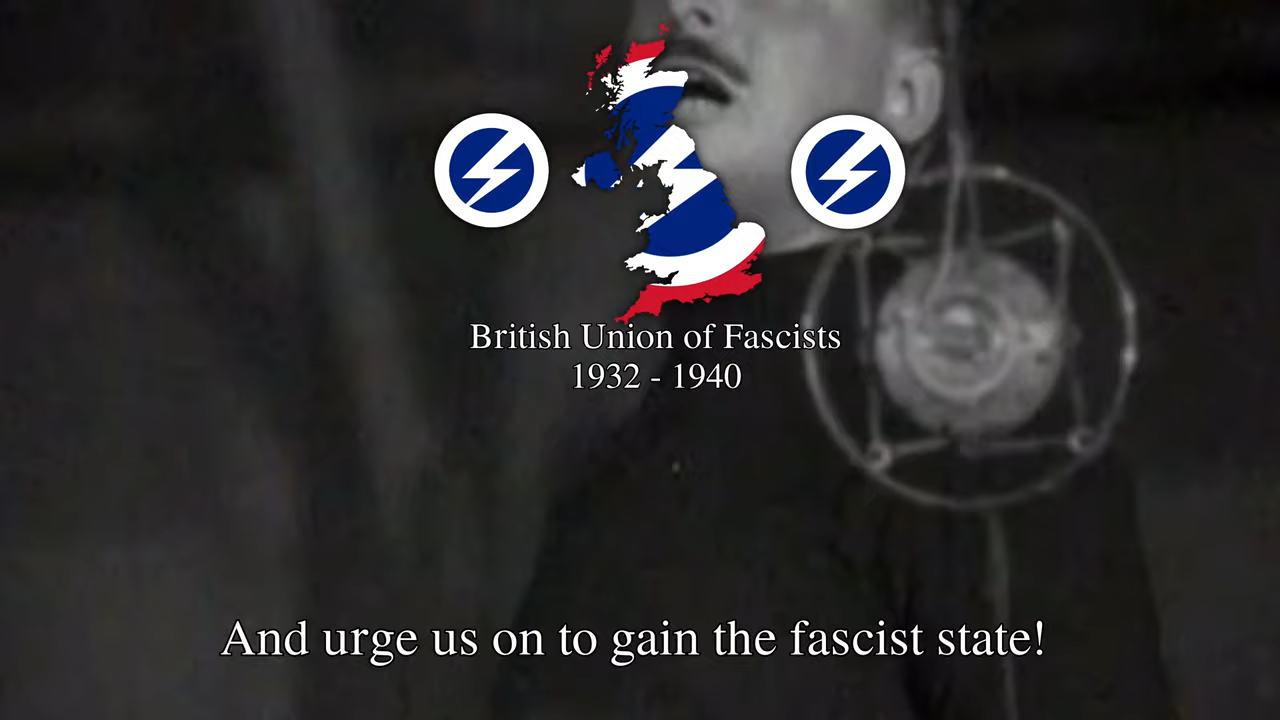 British Union of Fascists
1932 - 1940
And urge us on to gain the fascist state!